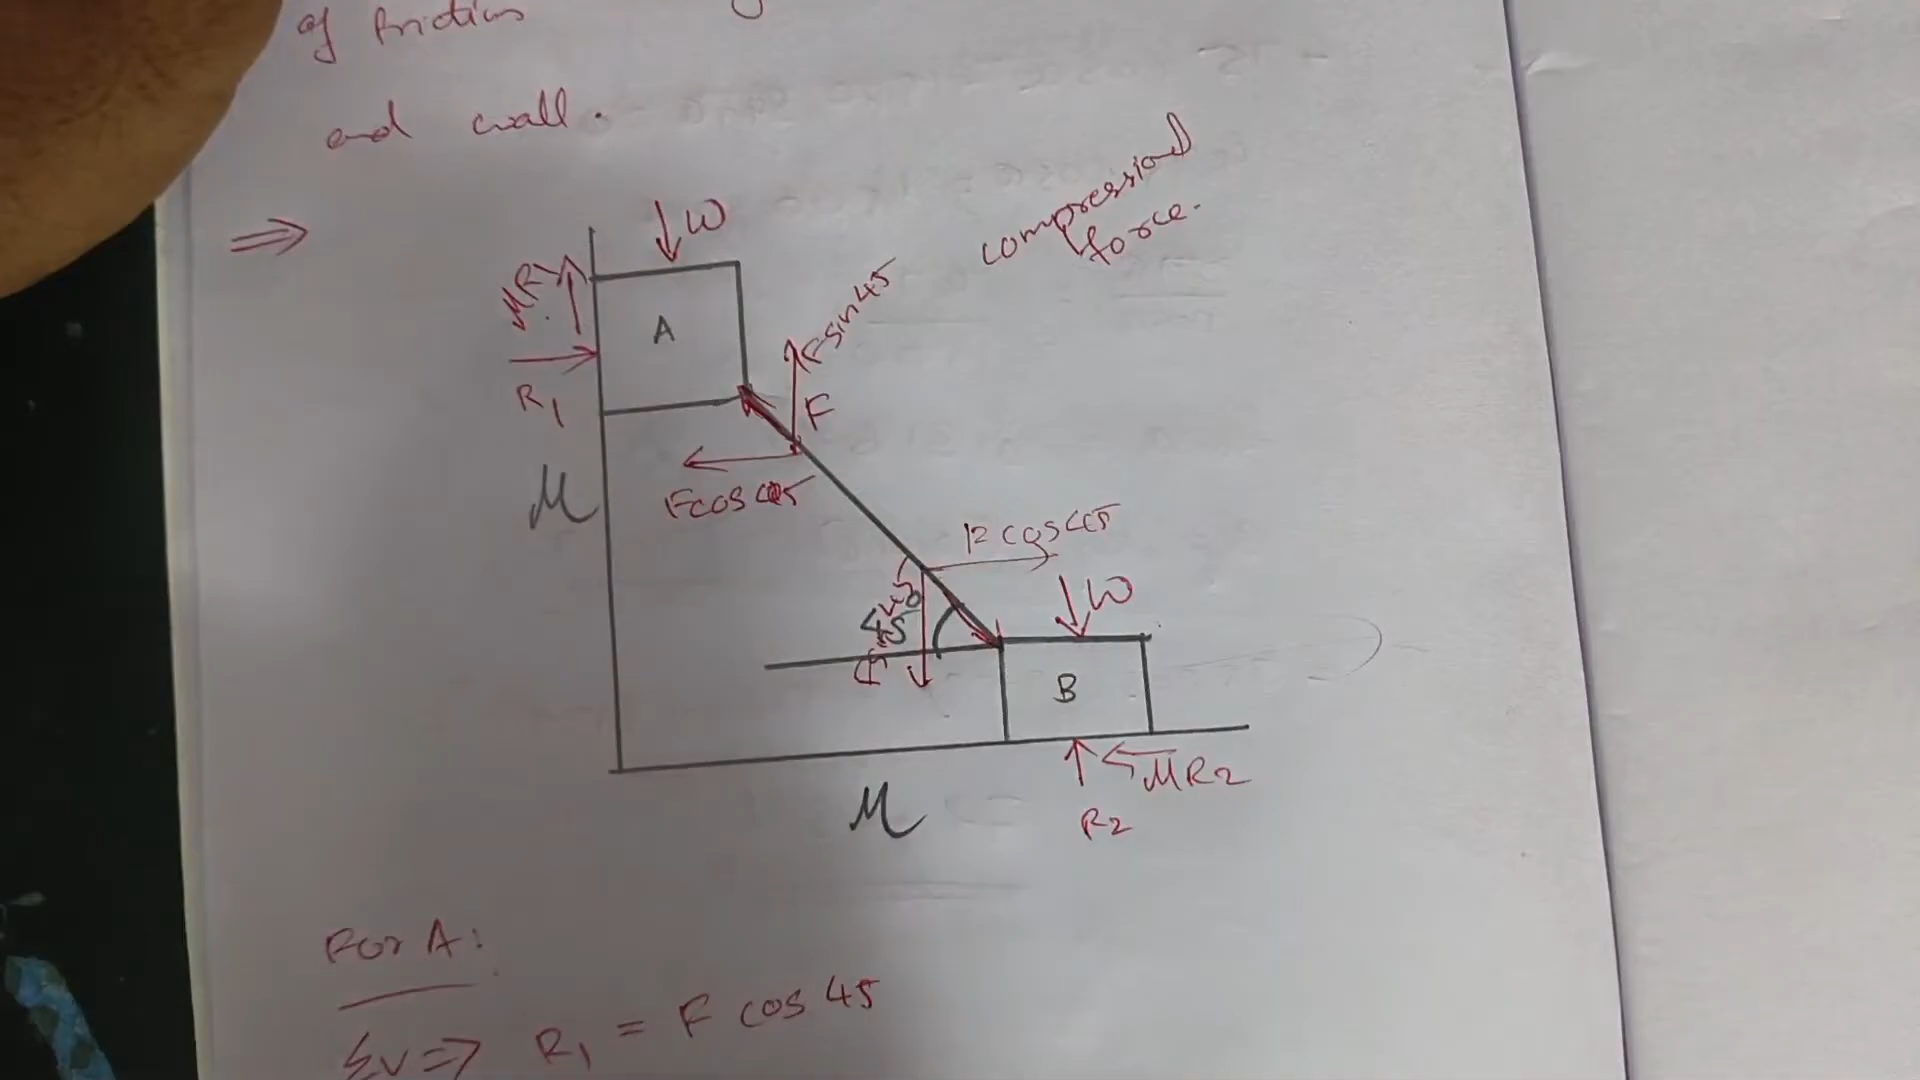 of friction
and wall.
⇒
compressional
force.
↓W
μR1
A
R1
F sin45
F
F cos 45
μ
F cos 45
45
↓W
B
μ
μR2
R2
For A:
ΣV ⇒ R1 = F cos 45